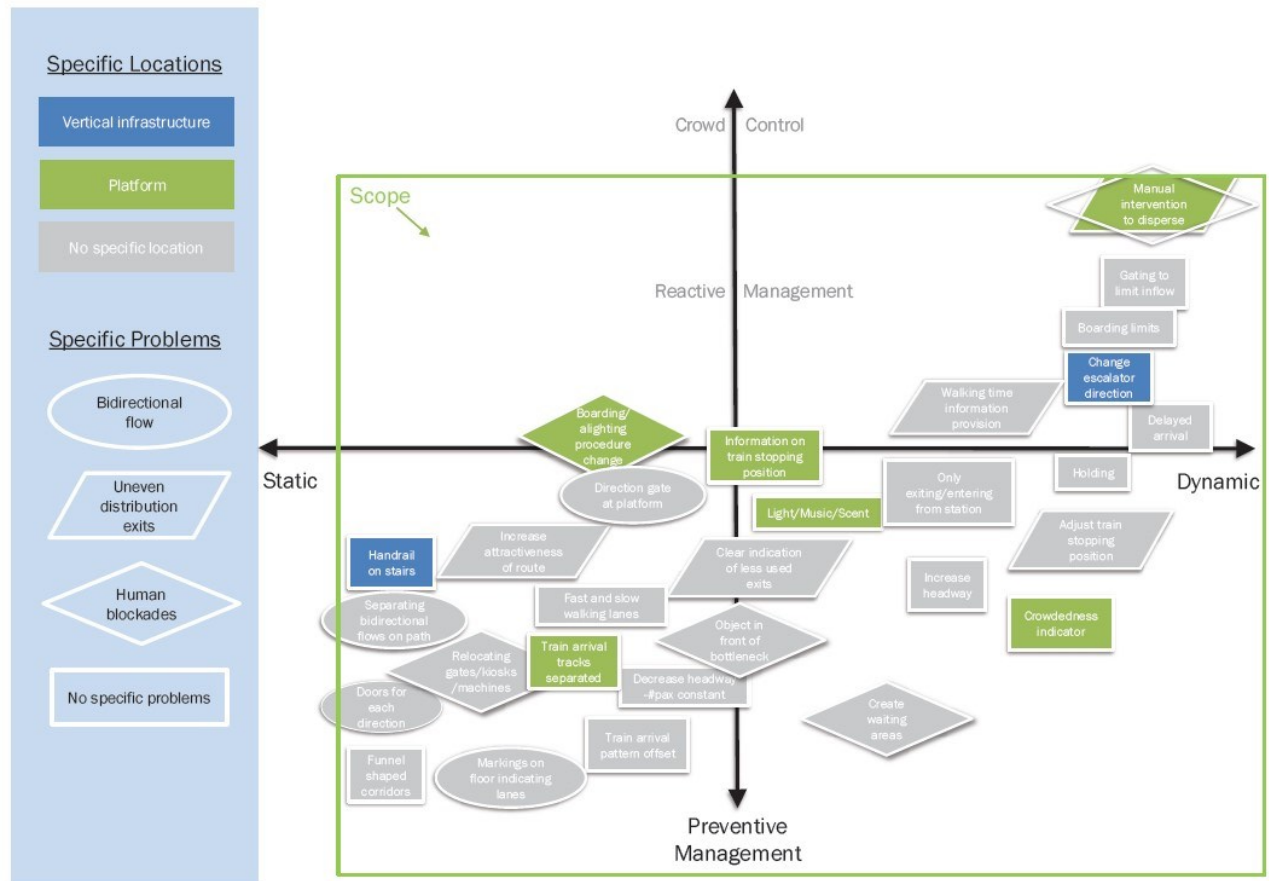 Specific Locations
Vertical infrastructure
Platform
No specific location
Specific Problems
Bidirectional
flow
Uneven
distribution
exits
Human
blockades
No specific problems
Crowd Control
Scope
Manual
intervention
to disperse
Reactive Management
Gating to
limit inflow
Boarding limits
Change
escalator
direction
Walking time
information
provision
Delayed
arrival
Boarding/
alighting
procedure
change
Information on
train stopping
position
Static
Dynamic
Direction gate
at platform
Only
exiting/entering
from station
Holding
Light/Music/Scent
Adjust train
stopping
position
Handrail
on stairs
Increase
attractiveness
of route
Clear indication
of less used
exits
Increase
headway
Separating
bidirectional
flows on path
Fast and slow
walking lanes
Object in
front of
bottleneck
Crowdedness
indicator
Relocating
gates/kiosks
/machines
Train arrival
tracks
separated
Decrease headway
-#pax constant
Doors for
each
direction
Create
waiting
areas
Train arrival
pattern offset
Funnel
shaped
corridors
Markings on
floor indicating
lanes
Preventive
Management